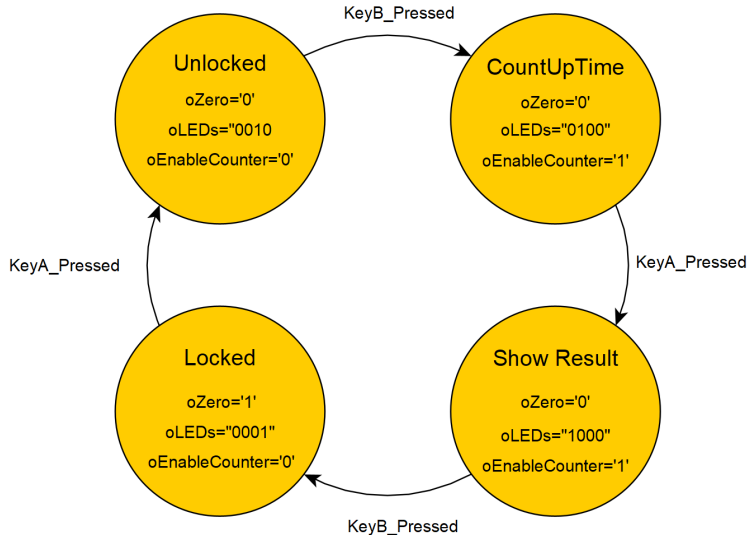 KeyB_Pressed
Unlocked
oZero='0'
oLEDs="0010
oEnableCounter='0'
CountUpTime
oZero='0'
oLEDs="0100"
oEnableCounter='1'
KeyA_Pressed
KeyA_Pressed
Locked
oZero='1'
oLEDs="0001"
oEnableCounter='0'
Show Result
oZero='0'
oLEDs="1000"
oEnableCounter='1'
KeyB_Pressed